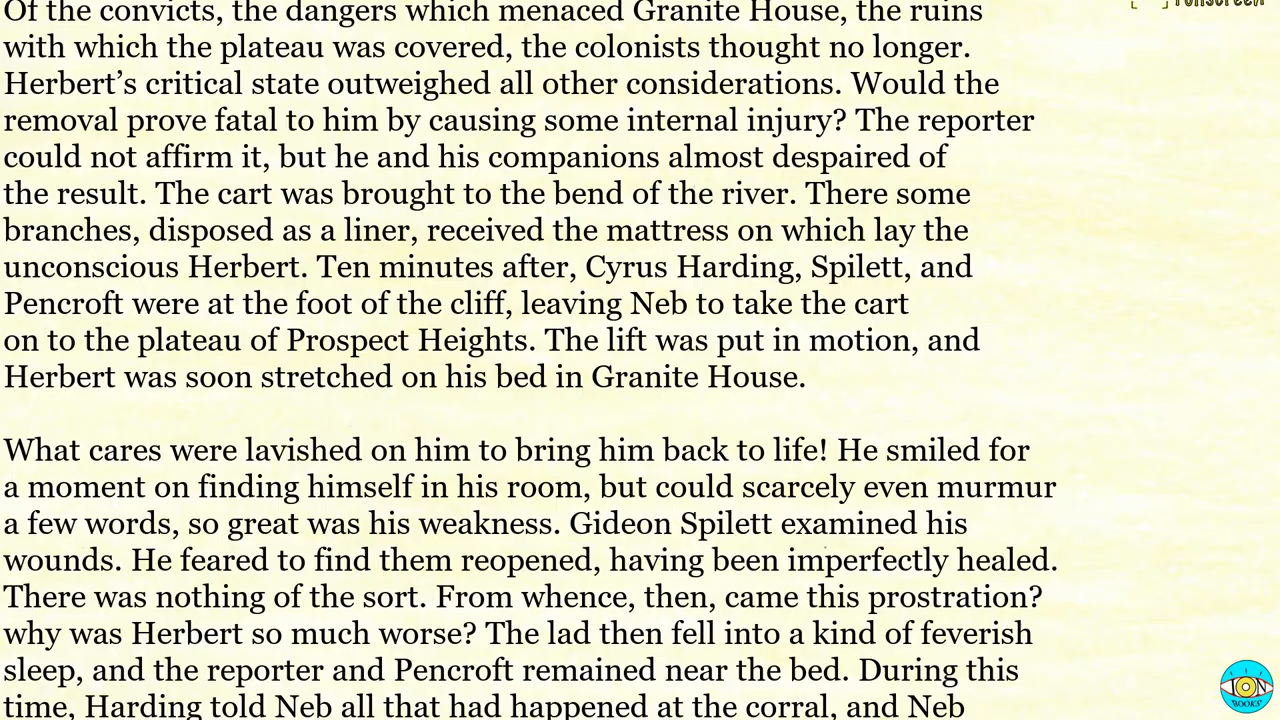 Of the convicts, the dangers which menaced Granite House, the ruins
with which the plateau was covered, the colonists thought no longer.
Herbert’s critical state outweighed all other considerations. Would the
removal prove fatal to him by causing some internal injury? The reporter
could not affirm it, but he and his companions almost despaired of
the result. The cart was brought to the bend of the river. There some
branches, disposed as a liner, received the mattress on which lay the
unconscious Herbert. Ten minutes after, Cyrus Harding, Spilett, and
Pencroft were at the foot of the cliff, leaving Neb to take the cart
on to the plateau of Prospect Heights. The lift was put in motion, and
Herbert was soon stretched on his bed in Granite House.
What cares were lavished on him to bring him back to life! He smiled for
a moment on finding himself in his room, but could scarcely even murmur
a few words, so great was his weakness. Gideon Spilett examined his
wounds. He feared to find them reopened, having been imperfectly healed.
There was nothing of the sort. From whence, then, came this prostration?
why was Herbert so much worse? The lad then fell into a kind of feverish
sleep, and the reporter and Pencroft remained near the bed. During this
time, Harding told Neb all that had happened at the corral, and Neb
ION
BOOKS